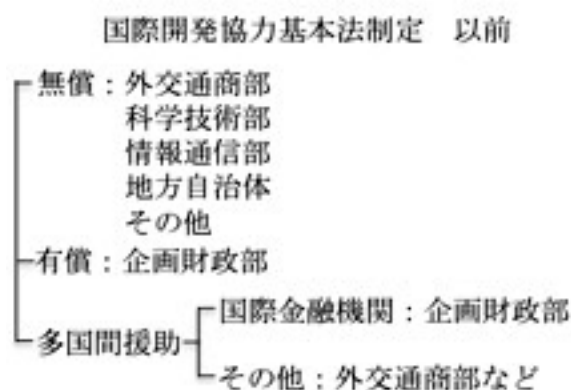 国際開発協力基本法制定 以前
無償：外交通商部
科学技術部
情報通信部
地方自治体
その他
有償：企画財政部
多国間援助
国際金融機関：企画財政部
その他：外交通商部など